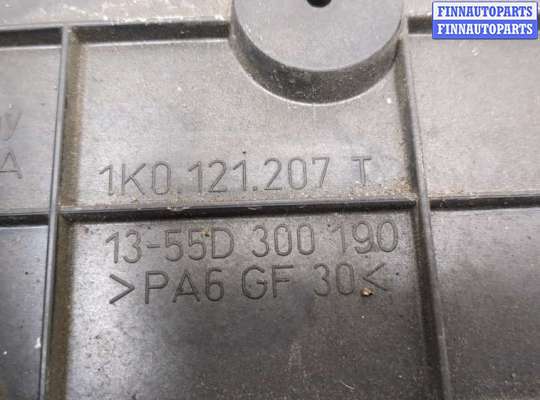 FINNAUTOPARTS
FINNAUTOPARTS
1K0.121.207 T
13-55D 300 190
>PA6 GF 30<